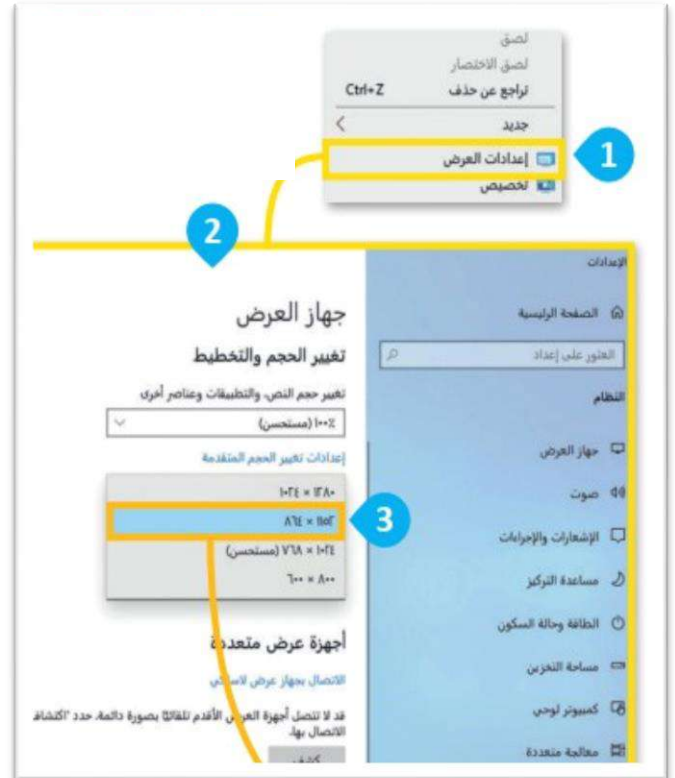 لصق
لصق الاختصار
تراجع عن حذف Ctrl+Z
جديد
إعدادات العرض
تخصيص
1
2
الإعدادات
الصفحة الرئيسية
العثور على إعداد
النظام
جهاز العرض
صوت
الإشعارات والإجراءات
مساعدة التركيز
الطاقة وحالة السكون
مساحة التخزين
كمبيوتر لوحي
معالجة متعددة
جهاز العرض
تغيير الحجم والتخطيط
تغيير حجم النص، والتطبيقات وعناصر أخرى
١٠٠٪ (مستحسن)
إعدادات تغيير الحجم المتقدمة
١٢٨٠ × ١٠٢٤
١١٥٢ × ٨٦٤
3
١٠٢٤ × ٧٦٨ (مستحسن)
٨٠٠ × ٦٠٠
أجهزة عرض متعددة
الاتصال بجهاز عرض لاسلكي
قد لا تتصل أجهزة العرض الأقدم تلقائيًا بصورة دائمة. حدد "اكتشاف
الاتصال بها.
كشف